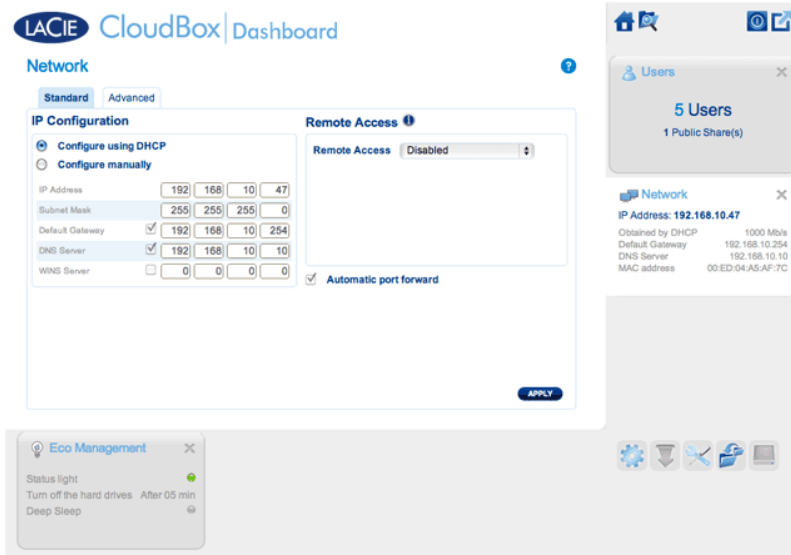 LACIE CloudBox Dashboard
Network
Standard Advanced
IP Configuration
Configure using DHCP
Configure manually
IP Address 192 168 10 47
Subnet Mask 255 255 255 0
Default Gateway 192 168 10 254
DNS Server 192 168 10 10
WINS Server 0 0 0 0
Remote Access
Remote Access Disabled
Automatic port forward
APPLY
Users
5 Users
1 Public Share(s)
Network
IP Address: 192.168.10.47
Obtained by DHCP 1000 Mb/s
Default Gateway 192.168.10.254
DNS Server 192.168.10.10
MAC address 00:ED:04:A5:AF:7C
Eco Management
Status light
Turn off the hard drives After 05 min
Deep Sleep